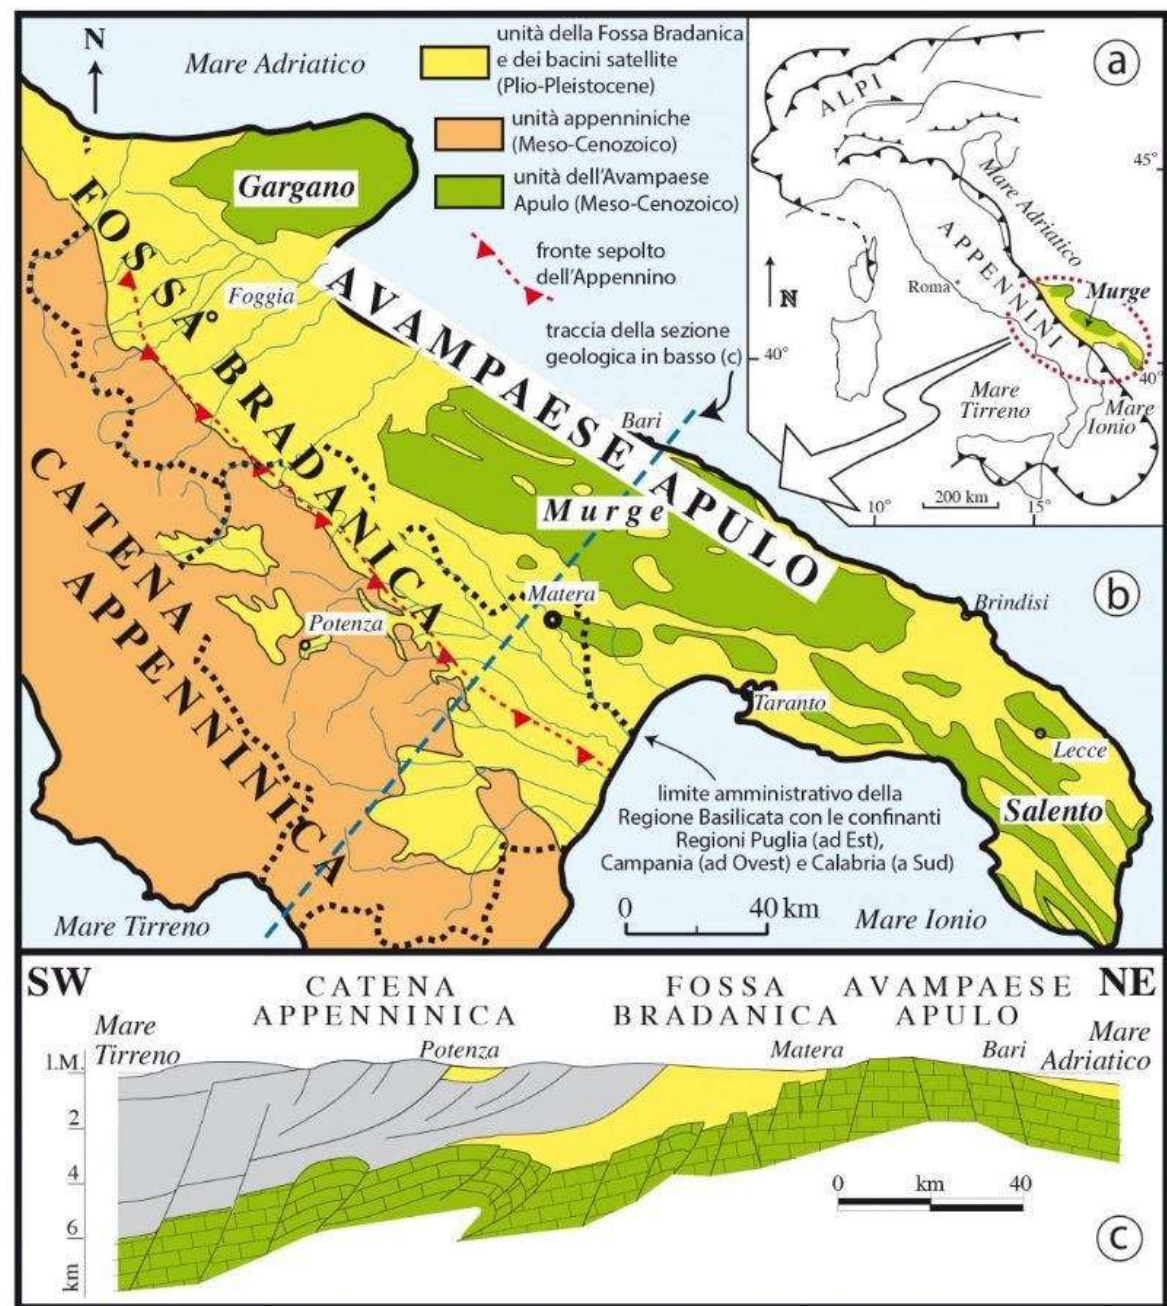 N
Mare Adriatico
unità della Fossa Bradanica
e dei bacini satellite
(Plio-Pleistocene)
unità appenniniche
(Meso-Cenozoico)
unità dell'Avampaese
Apulo (Meso-Cenozoico)
fronte sepolto
dell'Appennino
traccia della sezione
geologica in basso (c)
a
ALPI
45°
Mare Adriatico
APPENNINI
N
Roma
Murge
40°
40°
Mare
Tirreno
Mare
Ionio
200 km
10°
15°
Gargano
FOSSA BRADANICA
Foggia
AVAMPAESE APULO
Bari
Murge
CATENA
APPENNINICA
Matera
Potenza
b
Brindisi
Taranto
Lecce
Salento
limite amministrativo della
Regione Basilicata con le confinanti
Regioni Puglia (ad Est),
Campania (ad Ovest) e Calabria (a Sud)
0 40 km
Mare Tirreno
Mare Ionio
SW
CATENA
APPENNINICA
FOSSA
BRADANICA
AVAMPAESE
APULO
NE
Mare
Tirreno
Potenza
Matera
Bari
Mare
Adriatico
l.M.
2
4
6
km
0 km 40
c